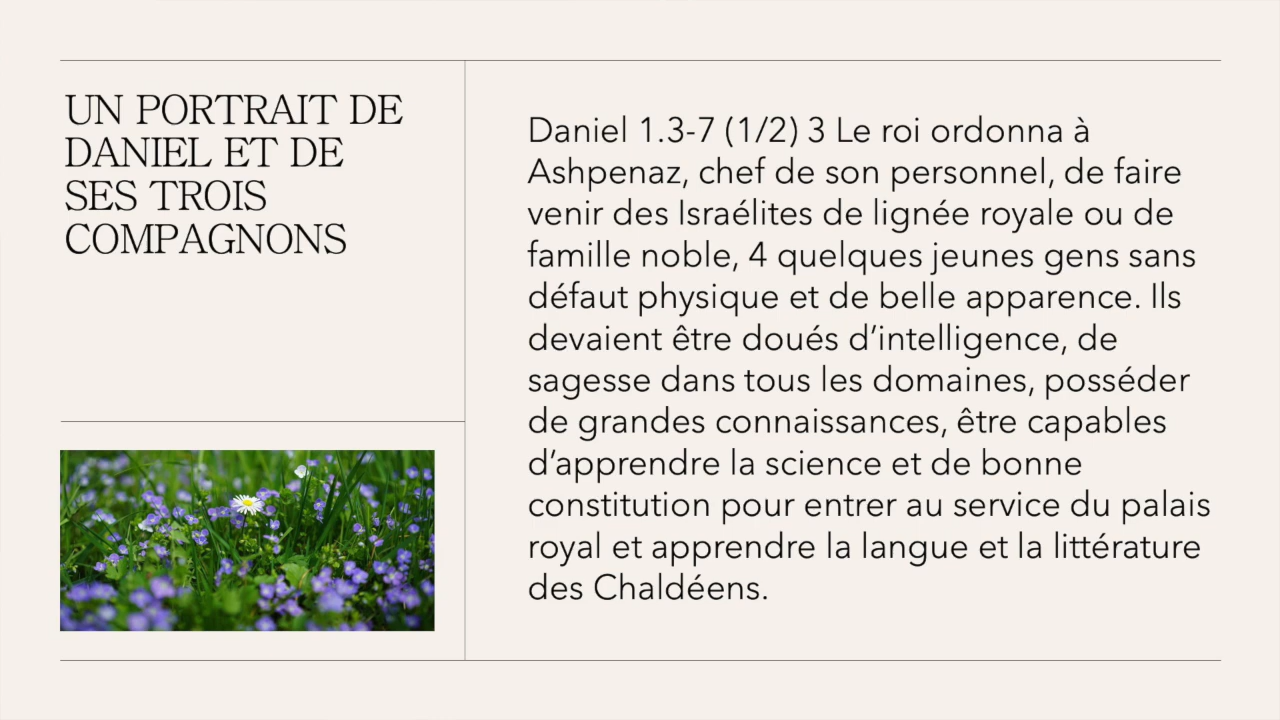 UN PORTRAIT DE
DANIEL ET DE
SES TROIS
COMPAGNONS
Daniel 1.3-7 (1/2) 3 Le roi ordonna à
Ashpenaz, chef de son personnel, de faire
venir des Israélites de lignée royale ou de
famille noble, 4 quelques jeunes gens sans
défaut physique et de belle apparence. Ils
devaient être doués d’intelligence, de
sagesse dans tous les domaines, posséder
de grandes connaissances, être capables
d’apprendre la science et de bonne
constitution pour entrer au service du palais
royal et apprendre la langue et la littérature
des Chaldéens.